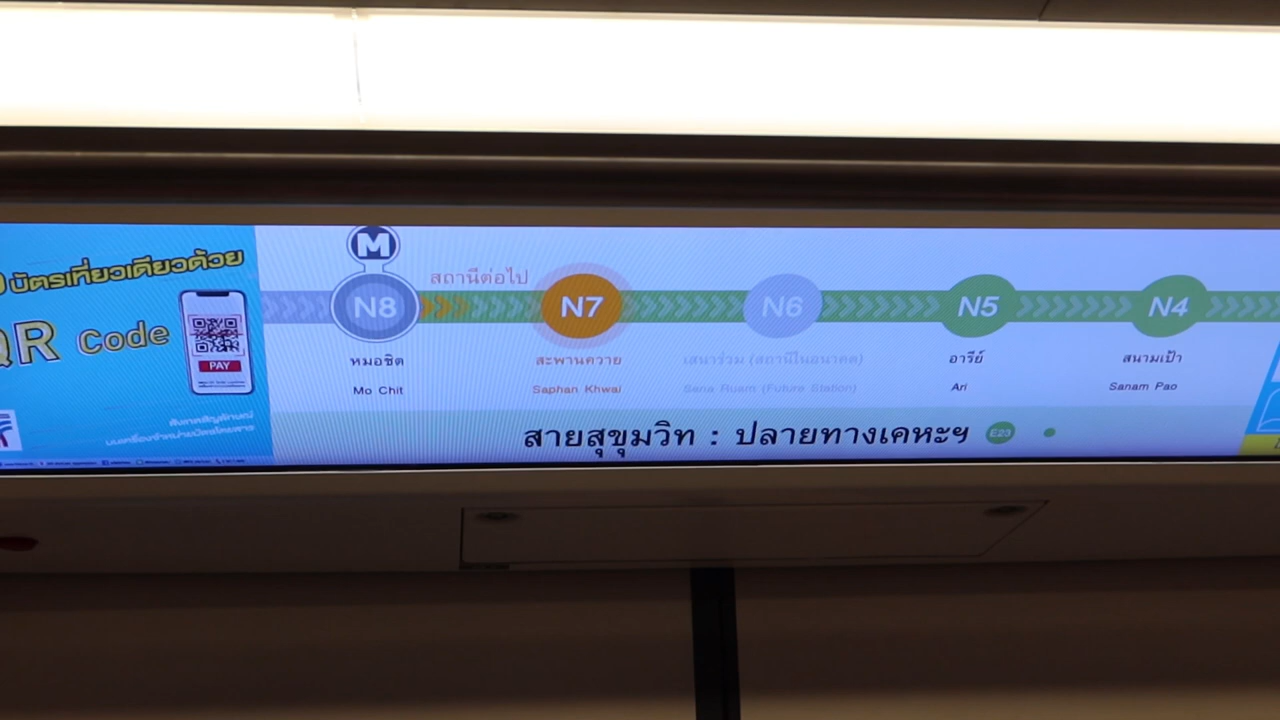 บัตรเที่ยวเดียวด้วย
QR Code
PAY
M
สถานีต่อไป
N8
N7
N6
N5
N4
หมอชิต
สะพานควาย
เสนาร่วม (สถานีในอนาคต)
อารีย์
สนามเป้า
Mo Chit
Saphan Khwai
Sena Ruam (Future Station)
Ari
Sanam Pao
สายสุขุมวิท : ปลายทางเคหะฯ E23